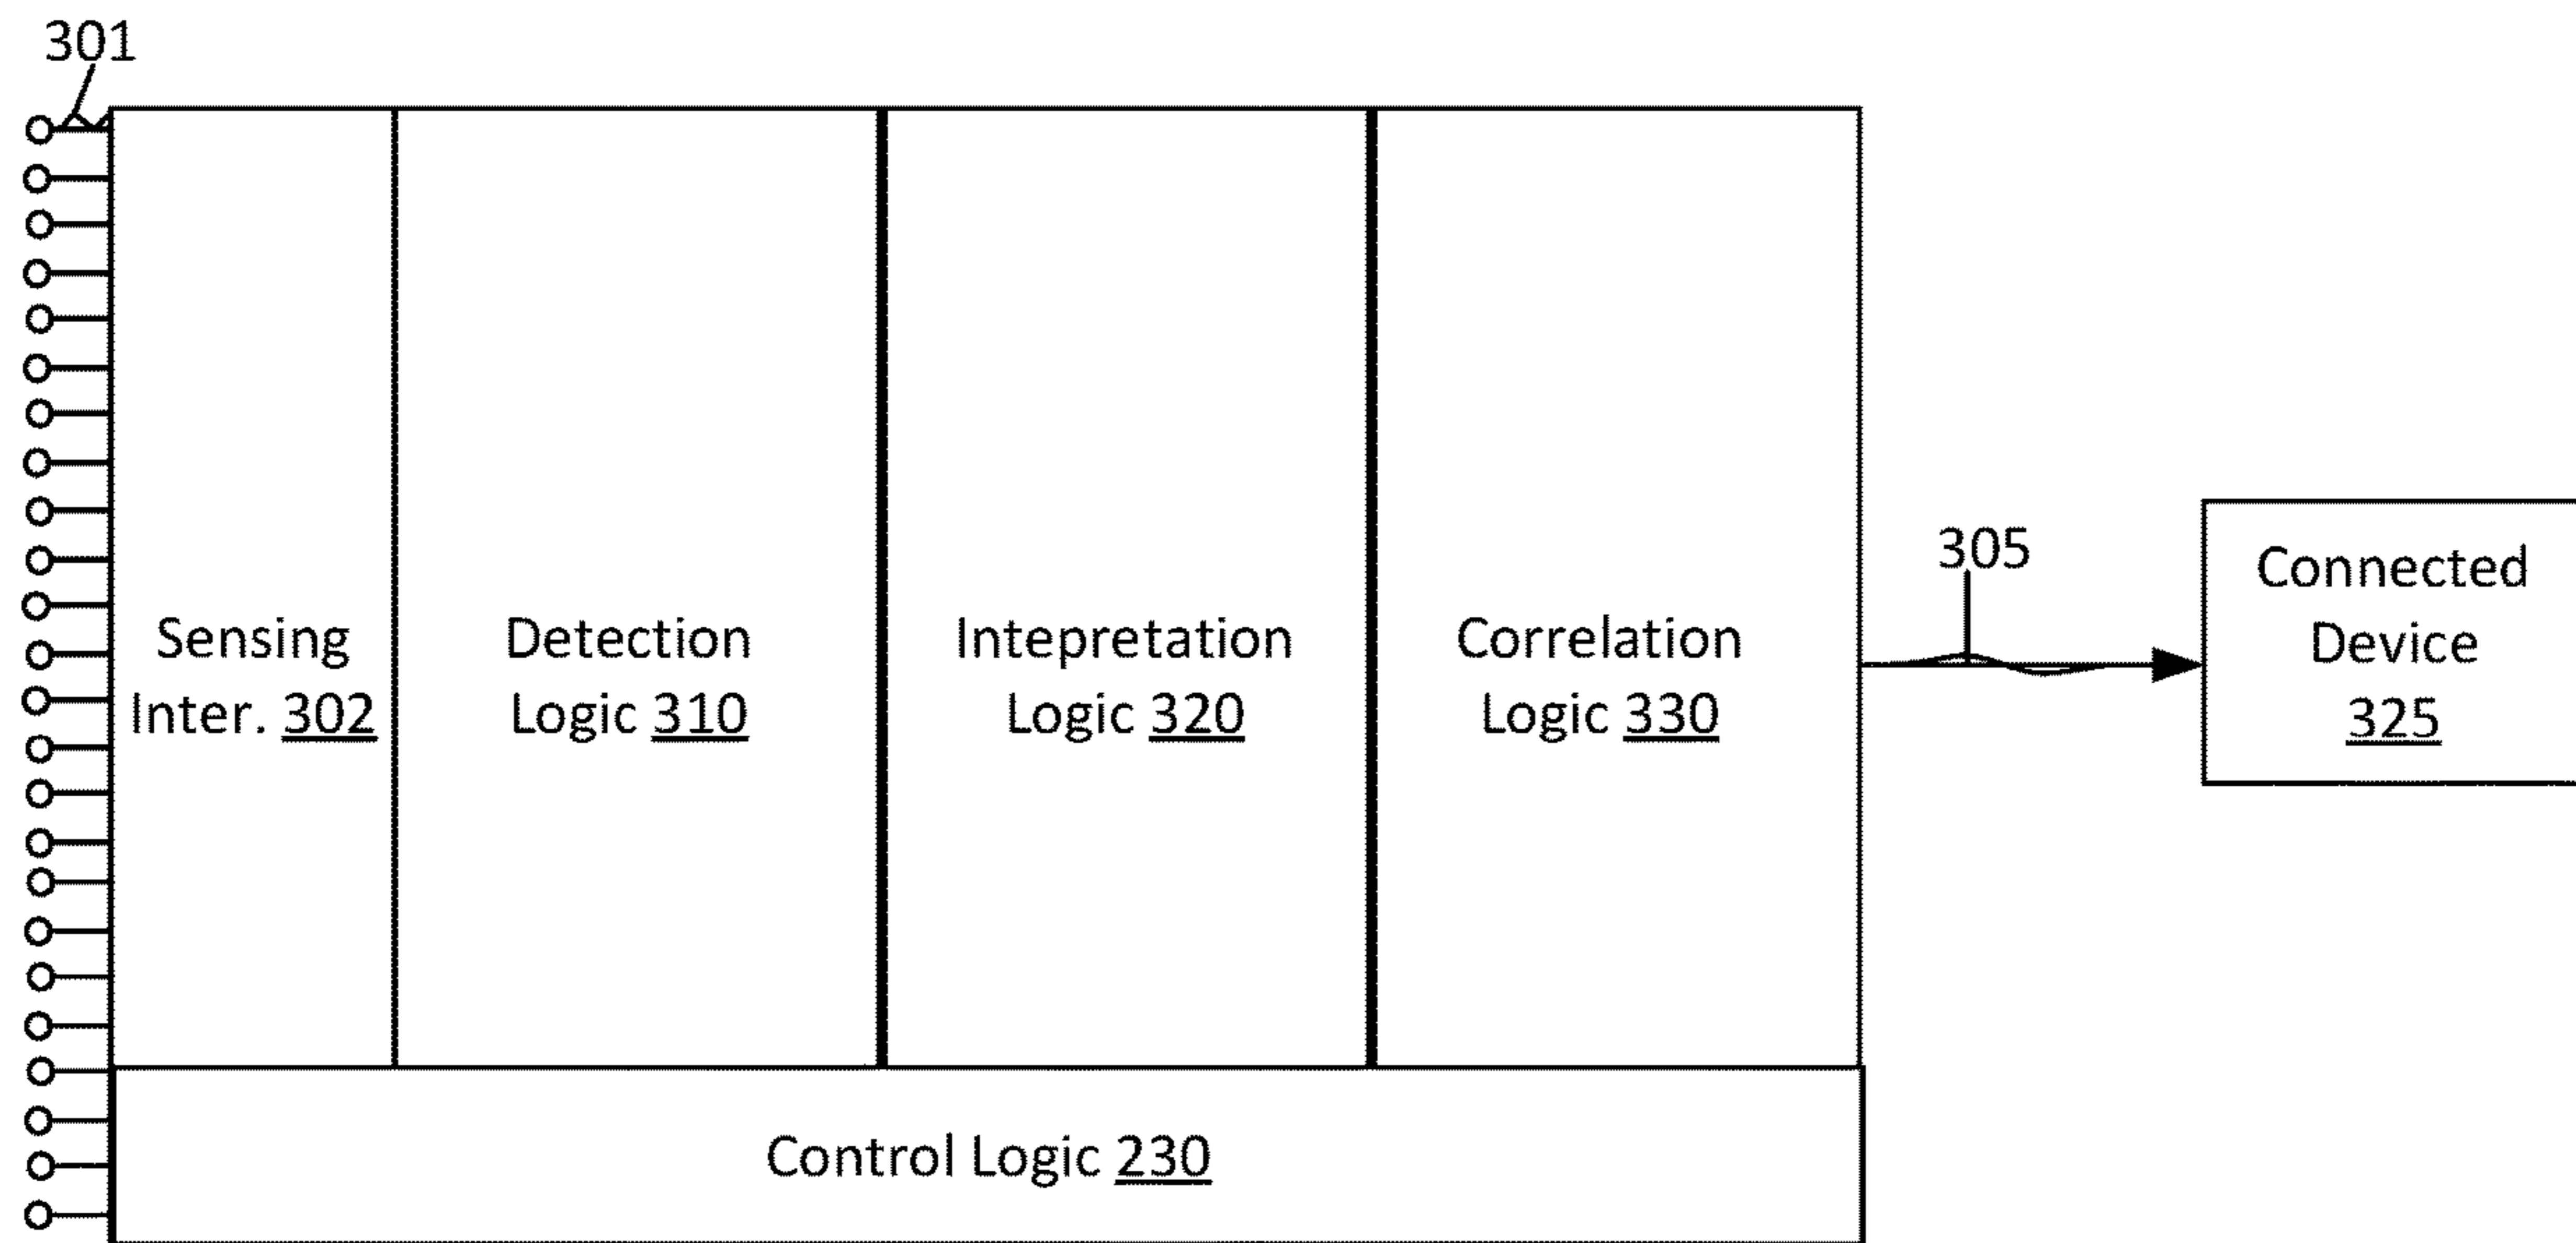 301
Sensing
Inter. 302
Detection
Logic 310
Intepretation
Logic 320
Correlation
Logic 330
305
Connected
Device
325
Control Logic 230